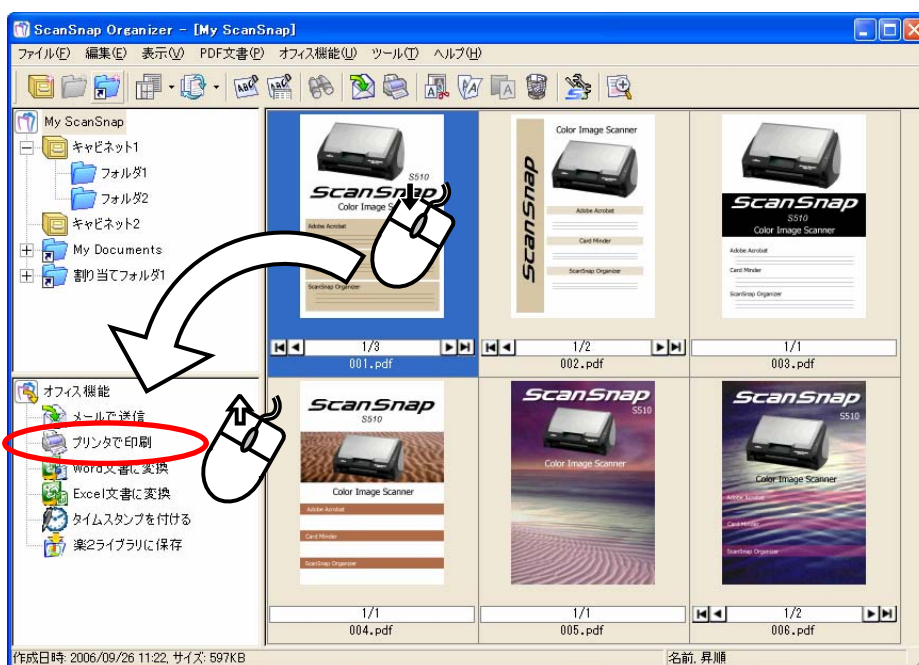 ScanSnap Organizer - [My ScanSnap]
ファイル(F) 編集(E) 表示(V) PDF文書(P) オフィス機能(U) ツール(T) ヘルプ(H)
My ScanSnap
キャビネット1
フォルダ1
フォルダ2
キャビネット2
My Documents
割り当てフォルダ1
オフィス機能
メールで送信
プリンタで印刷
Word文書に変換
Excel文書に変換
タイムスタンプを付ける
楽2ライブラリに保存
S510
ScanSnap
Color Image
Adobe Acrobat
ScanSnap Organizer
1/3
001.pdf
Color Image Scanner
ScanSnap
Adobe Acrobat
Card Minder
ScanSnap Organizer
1/2
002.pdf
ScanSnap
S510
Color Image Scanner
Adobe Acrobat
Card Minder
ScanSnap Organizer
1/1
003.pdf
ScanSnap
S510
Color Image Scanner
Adobe Acrobat
Card Minder
ScanSnap Organizer
1/1
004.pdf
ScanSnap
S510
Color Image Scanner
1/1
005.pdf
ScanSnap
S510
Color Image Scanner
Adobe Acrobat
Card Minder
ScanSnap Organizer
1/2
006.pdf
作成日時: 2006/09/26 11:22, サイズ: 597KB
名前, 昇順